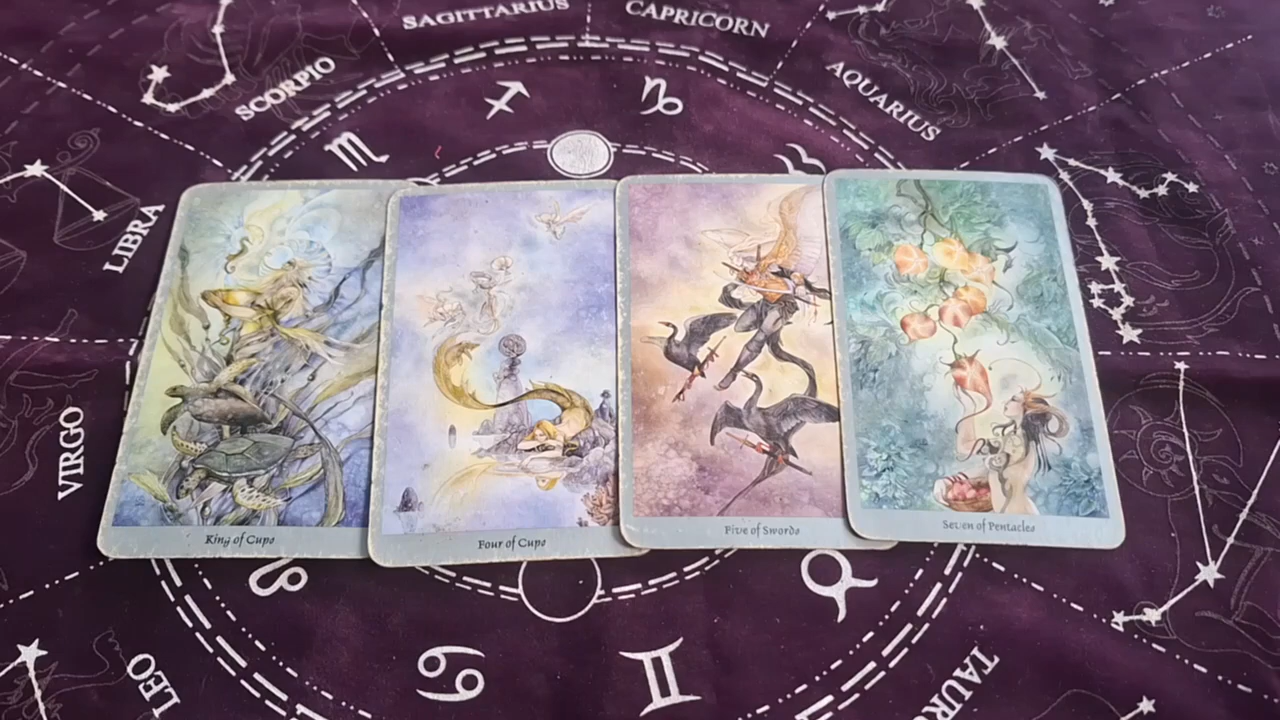 SAGITTARIUS
CAPRICORN
SCORPIO
AQUARIUS
LIBRA
VIRGO
King of Cups
Four of Cups
Five of Swords
Seven of Pentacles
LEO
TAURU